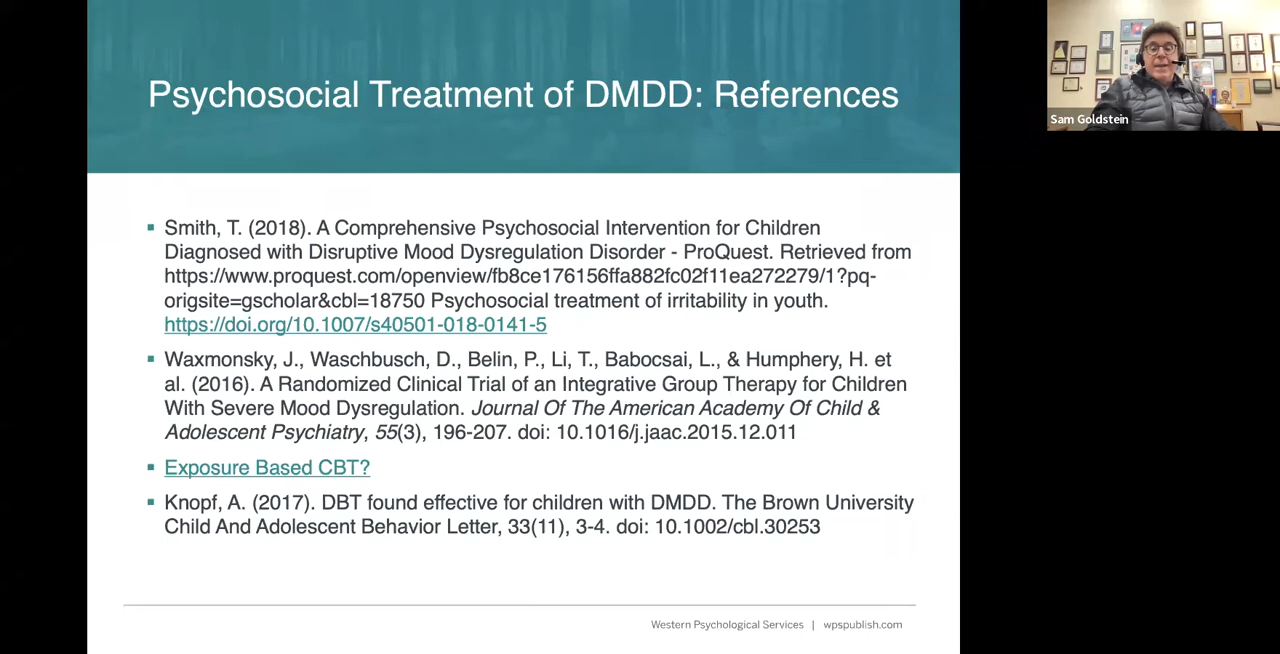 Psychosocial Treatment of DMDD: References
Sam Goldstein
▪ Smith, T. (2018). A Comprehensive Psychosocial Intervention for Children
Diagnosed with Disruptive Mood Dysregulation Disorder - ProQuest. Retrieved from
https://www.proquest.com/openview/fb8ce176156ffa882fc02f11ea272279/1?pq-
origsite=gscholar&cbl=18750 Psychosocial treatment of irritability in youth.
https://doi.org/10.1007/s40501-018-0141-5
▪ Waxmonsky, J., Waschbusch, D., Belin, P., Li, T., Babocsai, L., & Humphery, H. et
al. (2016). A Randomized Clinical Trial of an Integrative Group Therapy for Children
With Severe Mood Dysregulation. Journal Of The American Academy Of Child &
Adolescent Psychiatry, 55(3), 196-207. doi: 10.1016/j.jaac.2015.12.011
▪ Exposure Based CBT?
▪ Knopf, A. (2017). DBT found effective for children with DMDD. The Brown University
Child And Adolescent Behavior Letter, 33(11), 3-4. doi: 10.1002/cbl.30253
Western Psychological Services | wpspublish.com